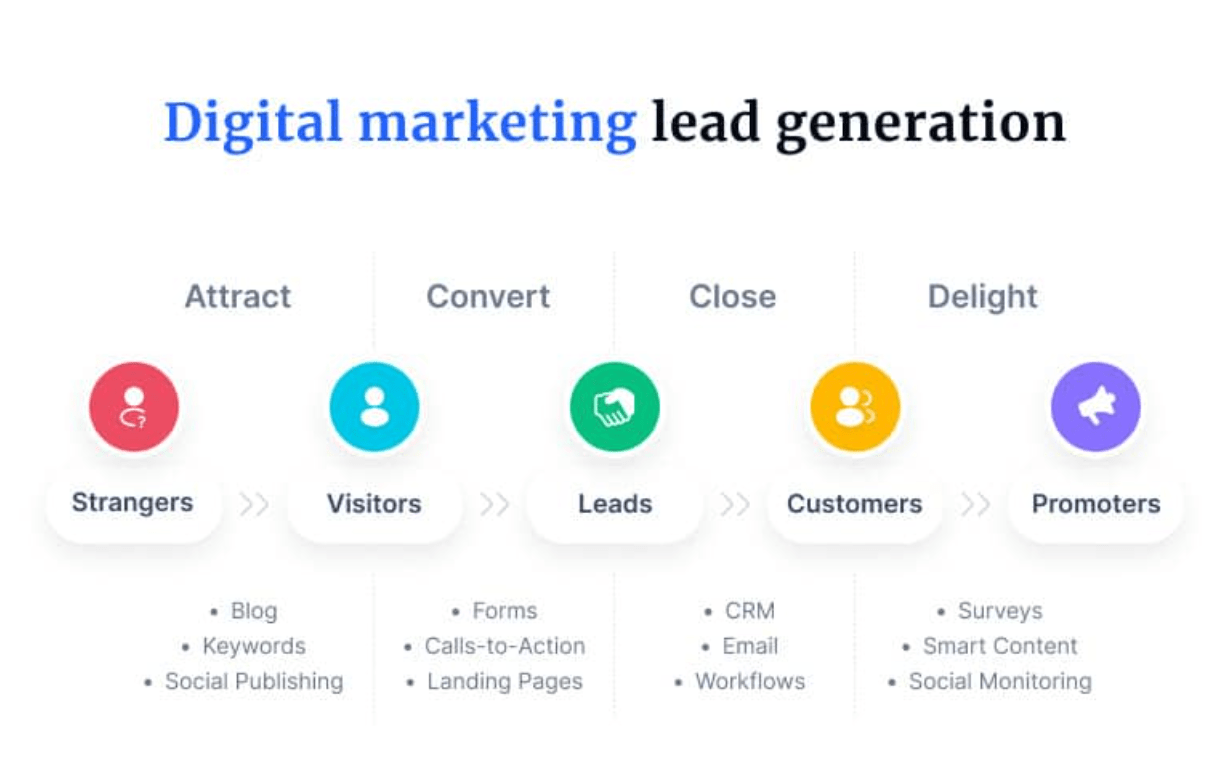 Digital marketing lead generation
Attract Convert Close Delight
?
Strangers Visitors Leads Customers Promoters
• Blog • Forms • CRM • Surveys
• Keywords • Calls-to-Action • Email • Smart Content
• Social Publishing • Landing Pages • Workflows • Social Monitoring